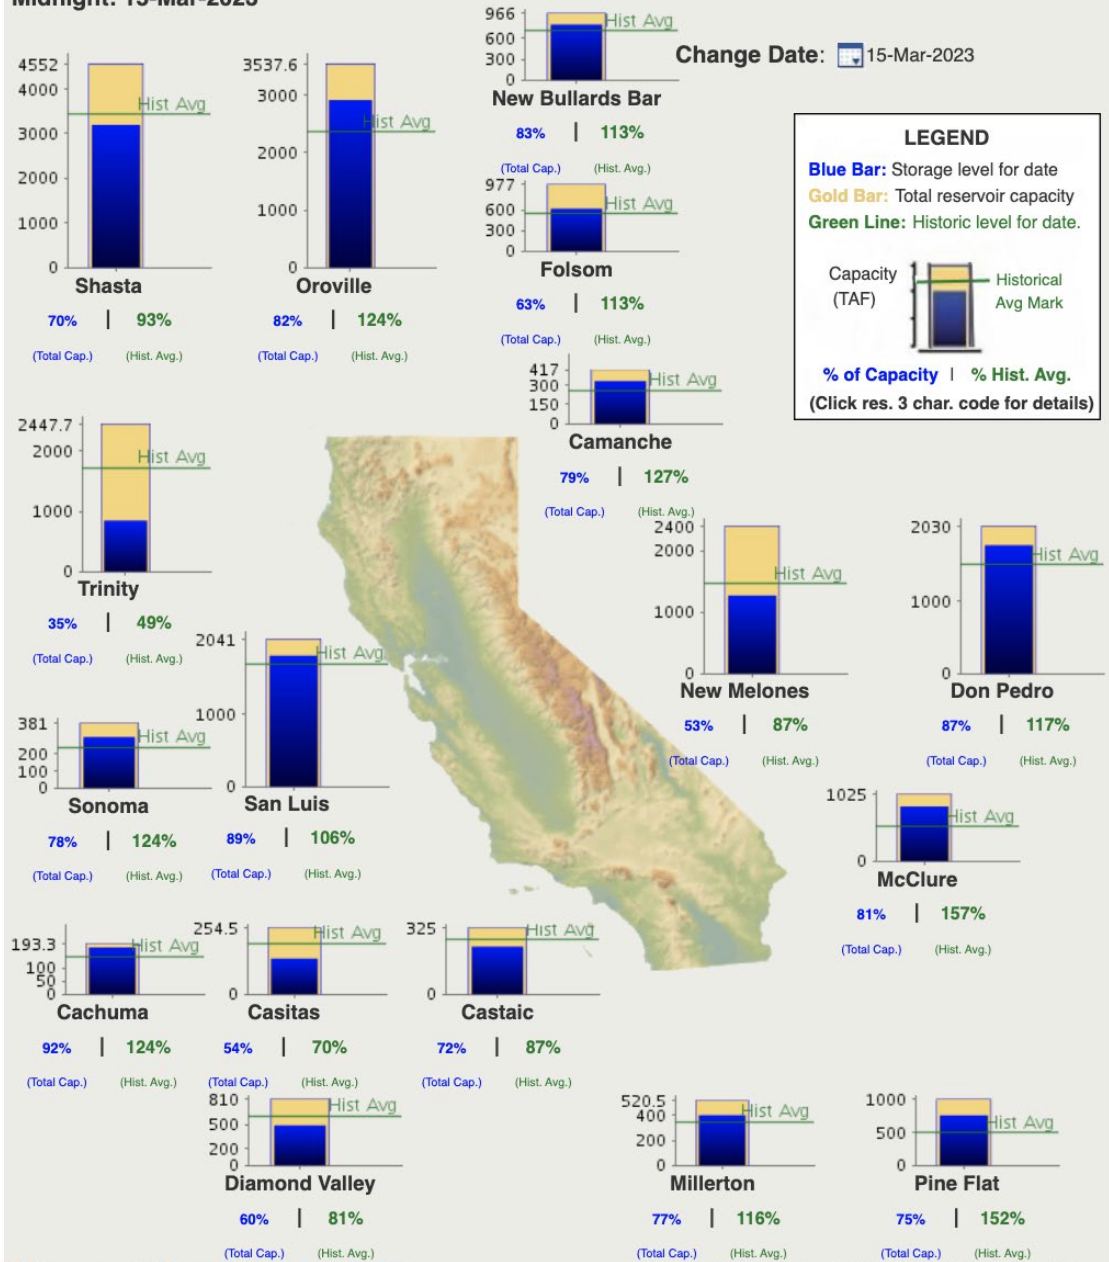 Midnight: 15-Mar-2023
Change Date: 15-Mar-2023
966
600
300
0
Hist Avg
New Bullards Bar
83% | 113%
(Total Cap.) (Hist. Avg.)
4552
4000
3000
2000
1000
0
Hist Avg
Shasta
70% | 93%
(Total Cap.) (Hist. Avg.)
3537.6
3000
2000
1000
0
Hist Avg
Oroville
82% | 124%
(Total Cap.) (Hist. Avg.)
977
600
300
0
Hist Avg
Folsom
63% | 113%
(Total Cap.) (Hist. Avg.)
LEGEND
Blue Bar: Storage level for date
Gold Bar: Total reservoir capacity
Green Line: Historic level for date.
Capacity
(TAF)
Historical
Avg Mark
% of Capacity | % Hist. Avg.
(Click res. 3 char. code for details)
417
300
150
0
Hist Avg
Camanche
79% | 127%
(Total Cap.) (Hist. Avg.)
2447.7
2000
1000
0
Hist Avg
Trinity
35% | 49%
(Total Cap.) (Hist. Avg.)
2400
2000
1000
0
Hist Avg
New Melones
53% | 87%
(Total Cap.) (Hist. Avg.)
2030
1000
0
Hist Avg
Don Pedro
87% | 117%
(Total Cap.) (Hist. Avg.)
381
200
100
0
Hist Avg
Sonoma
78% | 124%
(Total Cap.) (Hist. Avg.)
2041
1000
0
Hist Avg
San Luis
89% | 106%
(Total Cap.) (Hist. Avg.)
1025
0
Hist Avg
McClure
81% | 157%
(Total Cap.) (Hist. Avg.)
193.3
100
50
0
Hist Avg
Cachuma
92% | 124%
(Total Cap.) (Hist. Avg.)
254.5
0
Hist Avg
Casitas
54% | 70%
(Total Cap.) (Hist. Avg.)
325
0
Hist Avg
Castaic
72% | 87%
(Total Cap.) (Hist. Avg.)
810
500
200
0
Hist Avg
Diamond Valley
60% | 81%
(Total Cap.) (Hist. Avg.)
520.5
400
200
0
Hist Avg
Millerton
77% | 116%
(Total Cap.) (Hist. Avg.)
1000
500
0
Hist Avg
Pine Flat
75% | 152%
(Total Cap.) (Hist. Avg.)